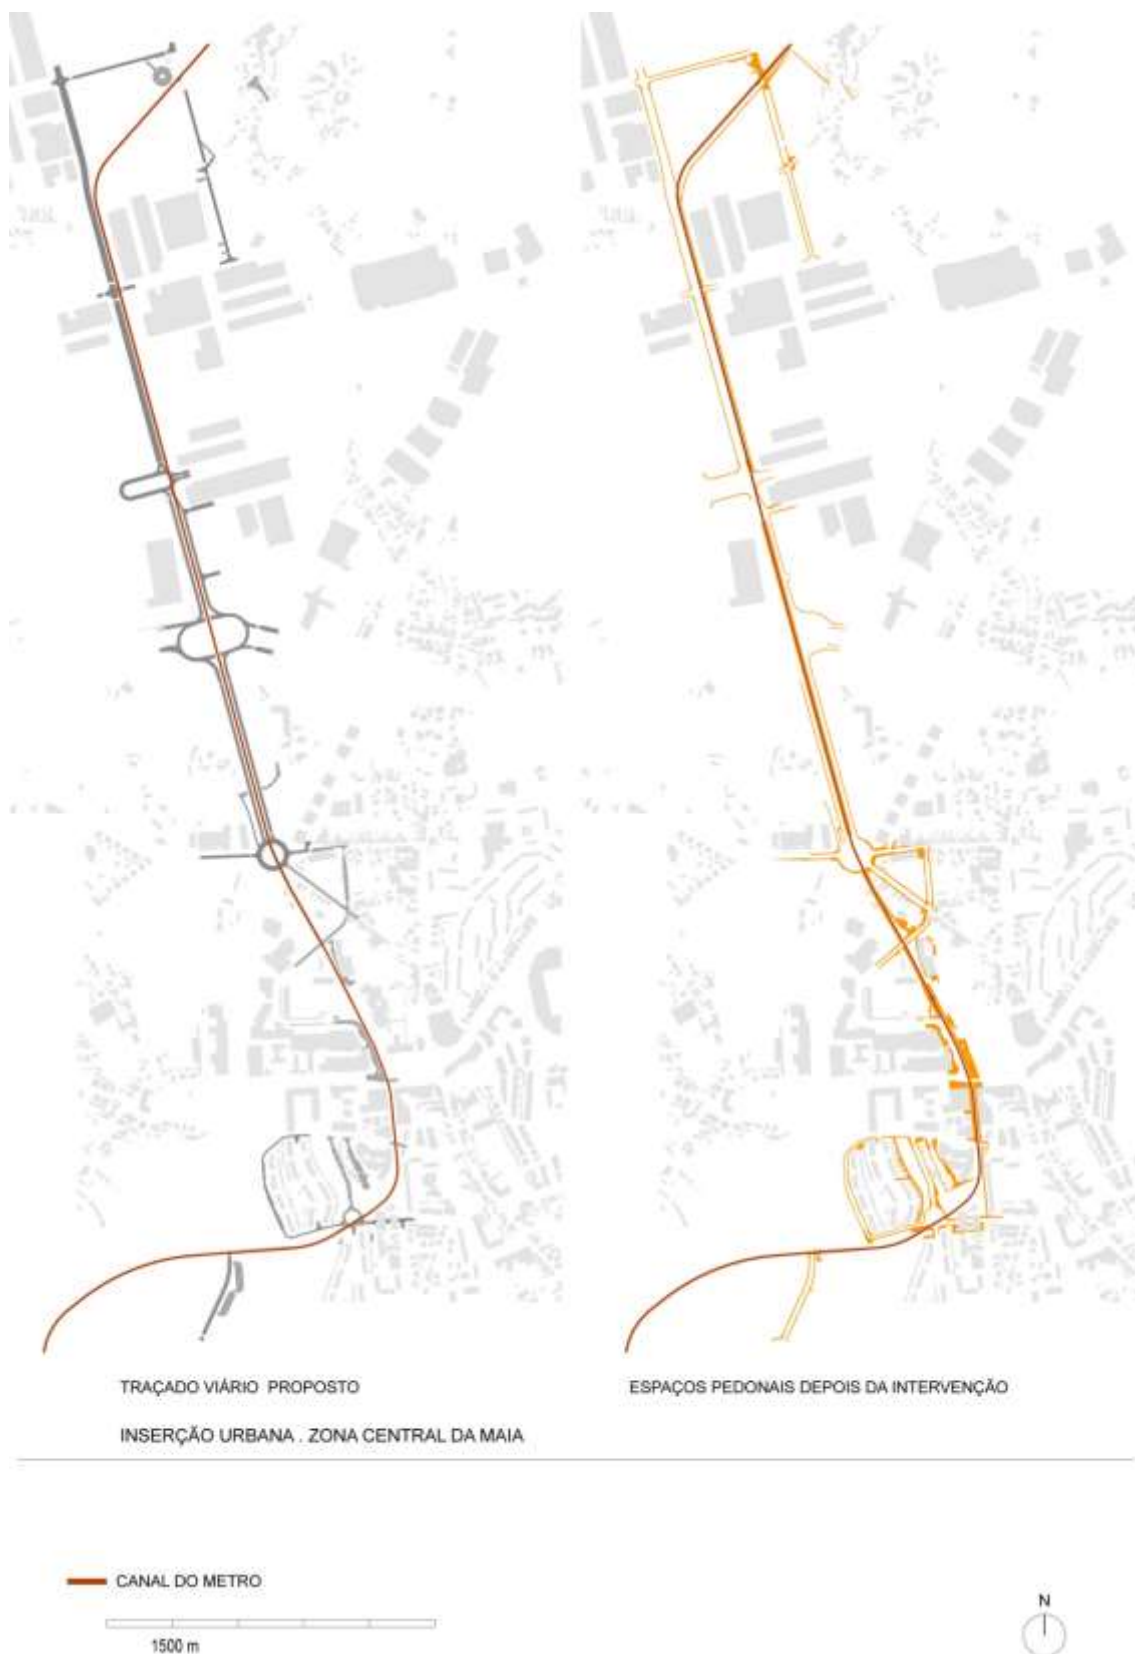 TRAÇADO VIÁRIO PROPOSTO
ESPAÇOS PEDONAIS DEPOIS DA INTERVENÇÃO
INSERÇÃO URBANA . ZONA CENTRAL DA MAIA
CANAL DO METRO
N
1500 m